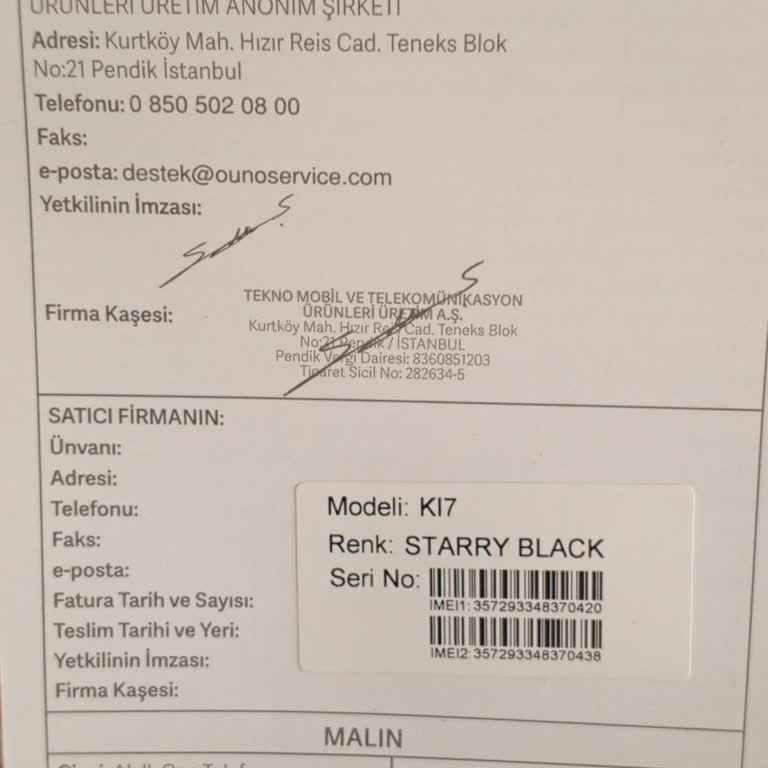 ÜRÜNLERİ ÜRETİM ANONİM ŞİRKETİ
Adresi: Kurtköy Mah. Hızır Reis Cad. Teneks Blok
No:21 Pendik İstanbul
Telefonu: 0 850 502 08 00
Faks:
e-posta: destek@ounoservice.com
Yetkilinin İmzası:
Firma Kaşesi:
TEKNO MOBİL VE TELEKOMÜNİKASYON
ÜRÜNLERİ ÜRETİM A.Ş.
Kurtköy Mah. Hızır Reis Cad. Teneks Blok
No:21 Pendik / İSTANBUL
Pendik Vergi Dairesi: 8360851203
Ticaret Sicil No: 282634-5
SATICI FİRMANIN:
Ünvanı:
Adresi:
Telefonu:
Faks:
e-posta:
Fatura Tarih ve Sayısı:
Teslim Tarihi ve Yeri:
Yetkilinin İmzası:
Firma Kaşesi:
Modeli: KI7
Renk: STARRY BLACK
Seri No:
IMEI1: 357293348370420
IMEI2: 357293348370438
MALIN